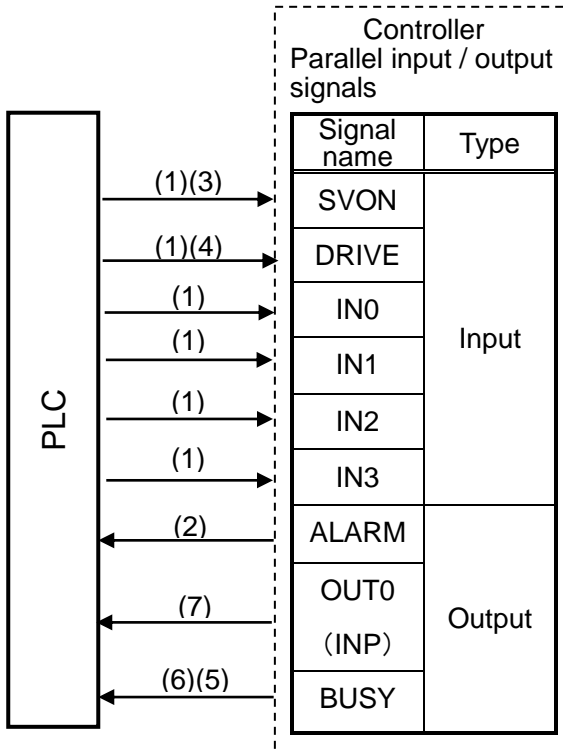 Controller
Parallel input / output
signals
Signal
name
Type
(1)(3)
SVON
(1)(4)
DRIVE
(1)
IN0
(1)
IN1
Input
(1)
IN2
PLC
(1)
IN3
(2)
ALARM
(7)
OUT0
（INP）
Output
(6)(5)
BUSY